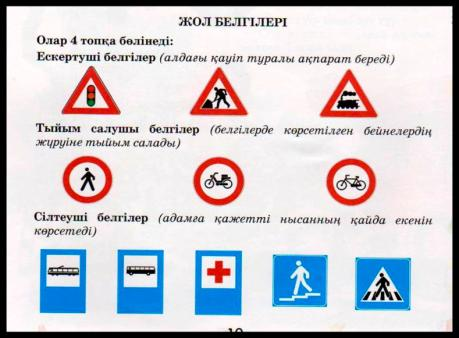 ЖОЛ БЕЛГІЛЕРІ
Олар 4 топқа бөлінеді:
Ескертуші белгілер (алдағы қауіп туралы ақпарат береді)
Тыйым салушы белгілер (белгілерде көрсетілген бейнелердің
жүруіне тыйым салады)
Сілтеуші белгілер (адамға қажетті нысанның қайда екенін
көрсетеді)